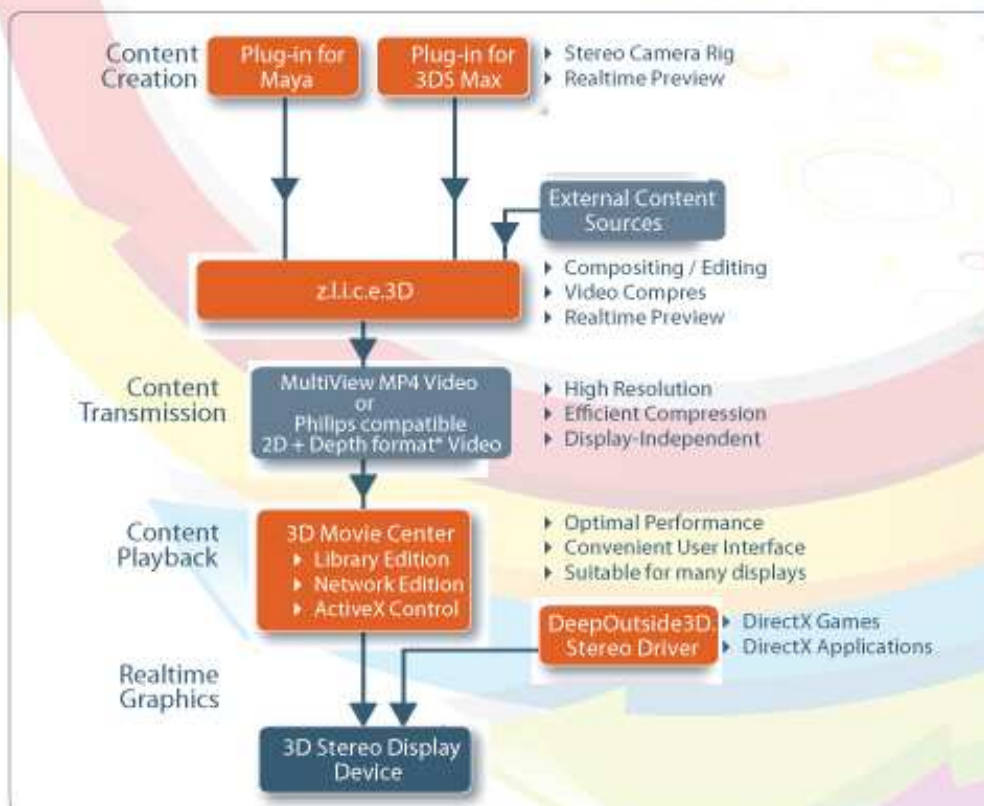 Content
Creation
Plug-in for
Maya
Plug-in for
3DS Max
Stereo Camera Rig
Realtime Preview
External Content
Sources
z.l.i.c.e.3D
Compositing / Editing
Video Compres
Realtime Preview
Content
Transmission
MultiView MP4 Video
or
Philips compatible
2D + Depth format* Video
High Resolution
Efficient Compression
Display-Independent
Content
Playback
3D Movie Center
Library Edition
Network Edition
ActiveX Control
Optimal Performance
Convenient User Interface
Suitable for many displays
DeepOutside3D
Stereo Driver
DirectX Games
DirectX Applications
Realtime
Graphics
3D Stereo Display
Device